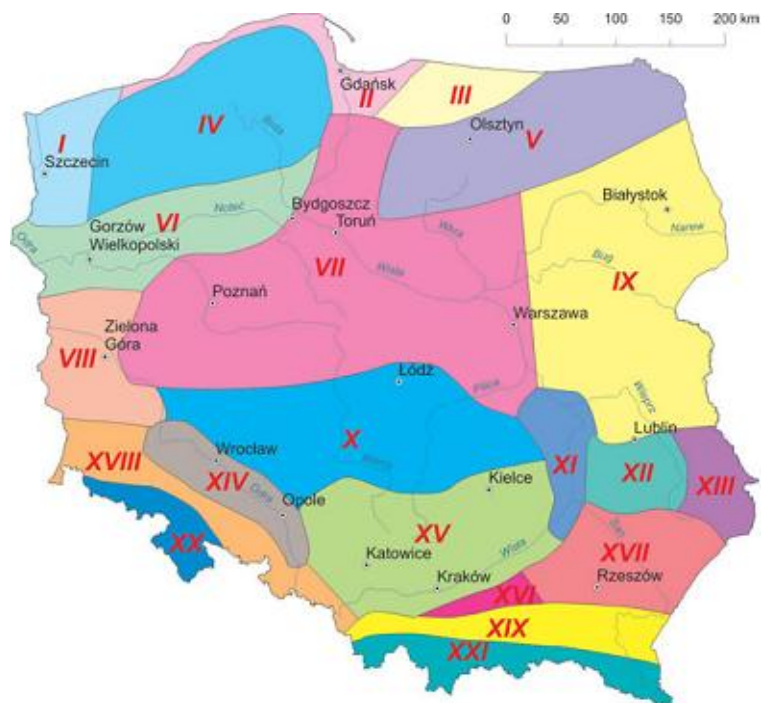 0 50 100 150 200 km
Gdańsk
II
III
IV
Brda
Olsztyn
V
I
Szczecin
Białystok
VI
Noteć
Bydgoszcz
Toruń
Gorzów
Wielkopolski
Odra
Narew
Wkra
Bug
VII
Wisła
IX
Poznań
Warszawa
Zielona
Góra
VIII
Łódź
Pilica
Wieprz
Lublin
X
Wrocław
XI
XVIII
XIV
XII
XIII
Kielce
Odra
Opole
XV
San
XVII
XX
Katowice
Wisła
Kraków
XVI
Rzeszów
XIX
XXI